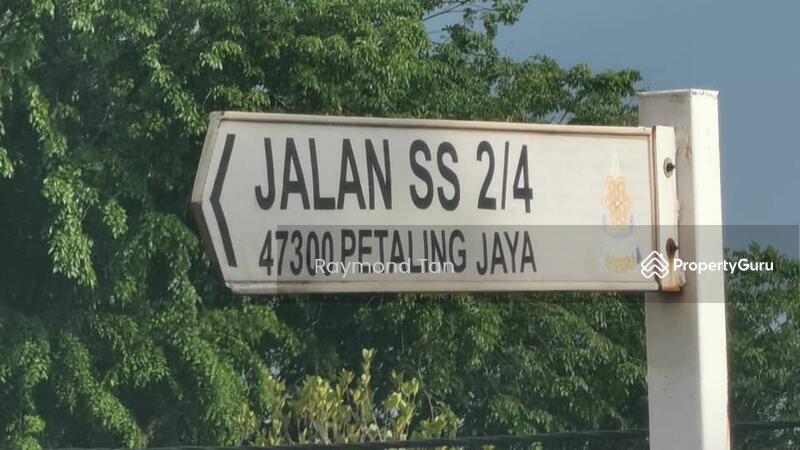 JALAN SS 2/4
47300 PETALING JAYA
Raymond Tan
PropertyGuru